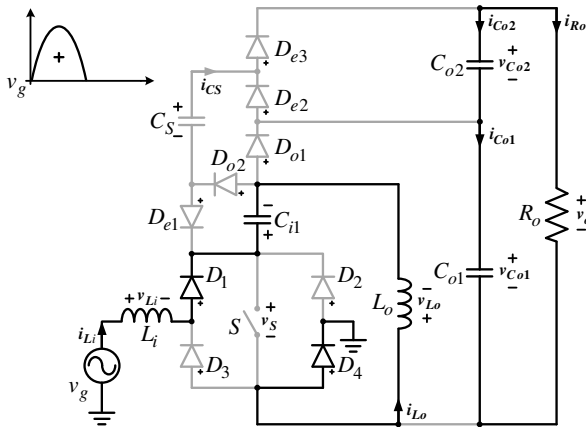 i_Co2
i_Ro
D_e3
+
+
v_g
i_CS
C_o2
+
v_Co2
−
+
C_S
−
D_e2
+
i_Co1
D_o2
D_o1
+
+
D_e1
+
−
C_i1
+
R_o
+
v_o
−
D_1
+
D_2
+
C_o1
+
v_Co1
−
+ v_Li −
L_i
S
+
v_S
−
L_o
−
v_Lo
+
i_Li
D_3
+
D_4
+
v_g
i_Lo